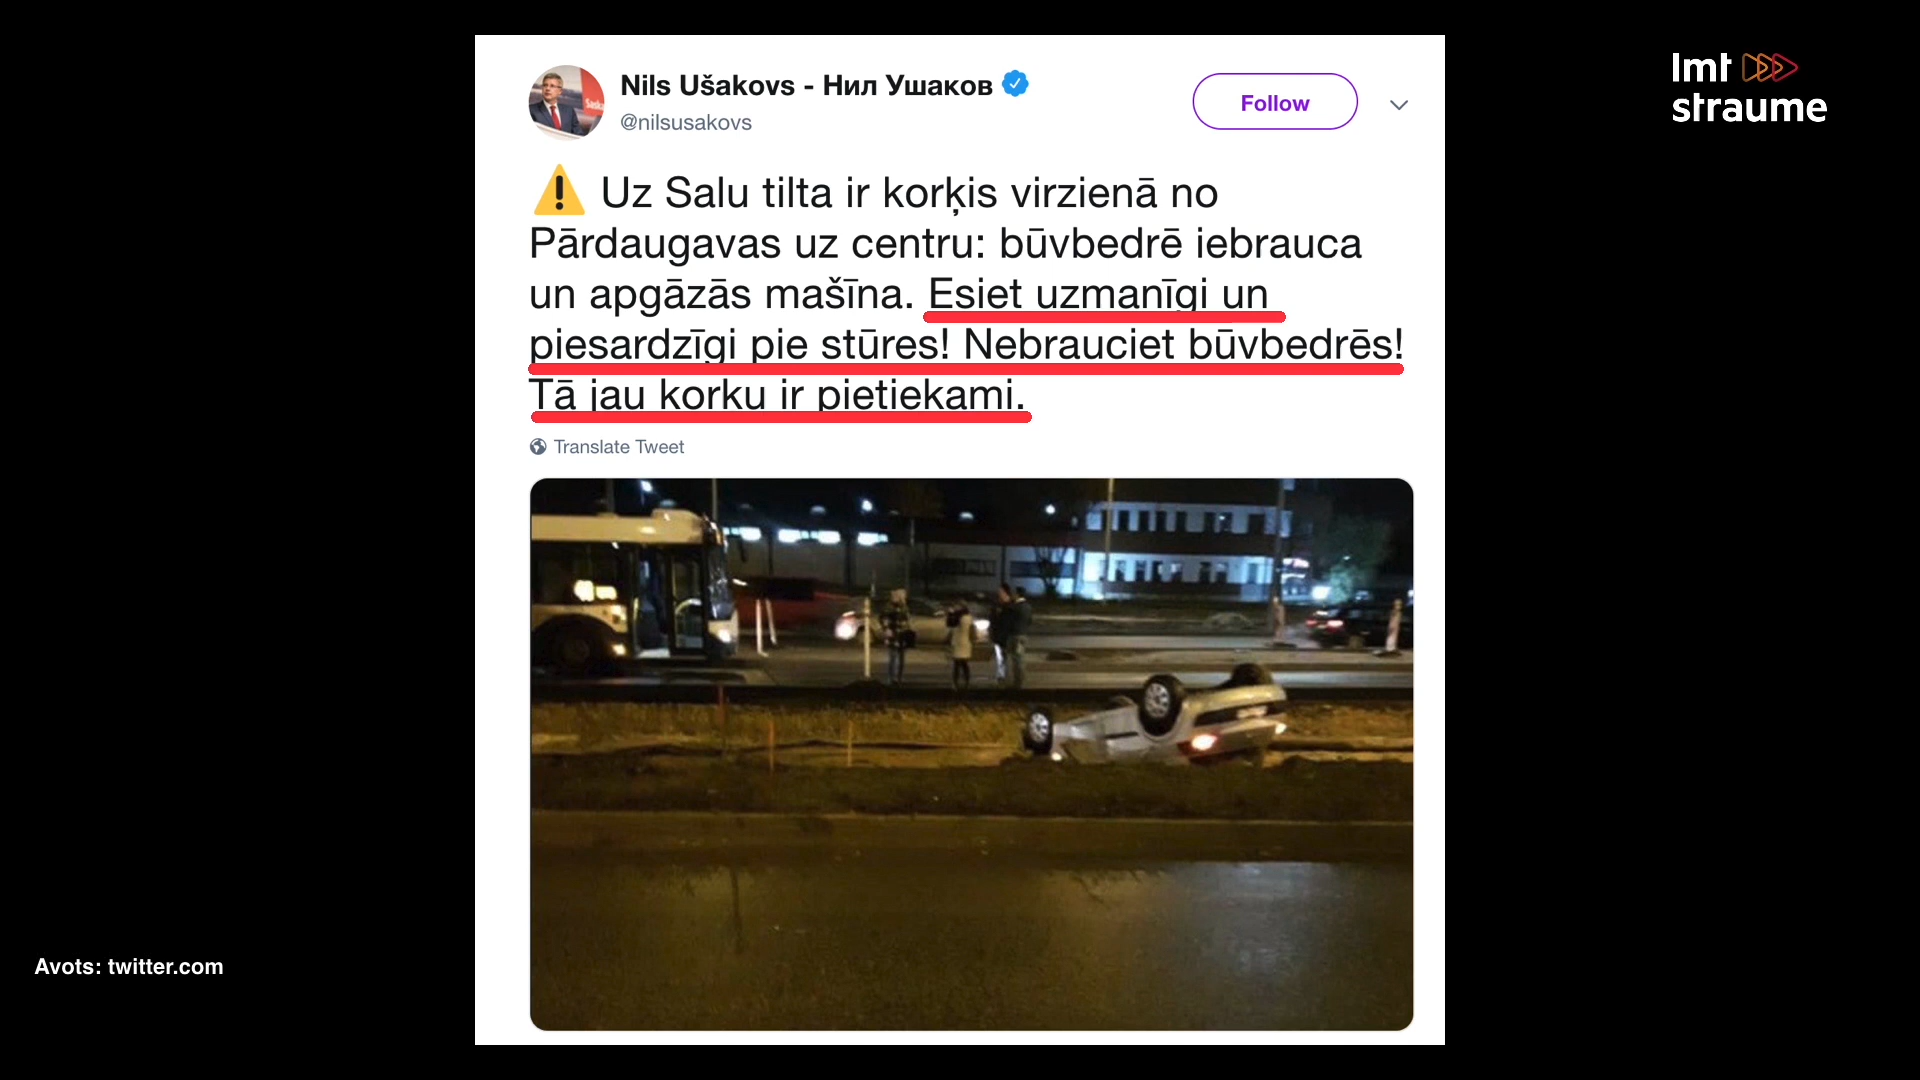 Nils Ušakovs - Нил Ушаков
@nilsusakovs
Follow
⚠️ Uz Salu tilta ir korķis virzienā no
Pārdaugavas uz centru: būvbedrē iebrauca
un apgāzās mašīna. Esiet uzmanīgi un
piesardzīgi pie stūres! Nebrauciet būvbedrēs!
Tā jau korku ir pietiekami.
Translate Tweet
lmt
straume
Avots: twitter.com